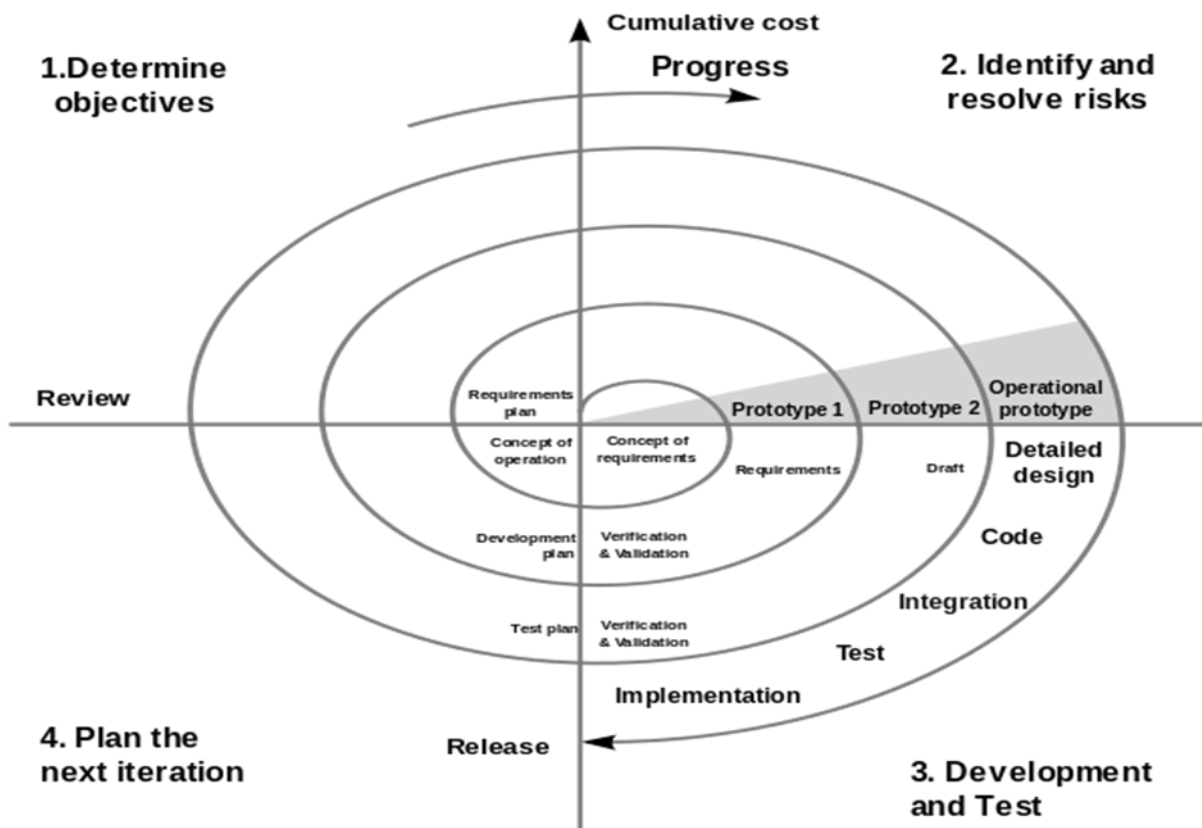 Cumulative cost
1.Determine
objectives
Progress
2. Identify and
resolve risks
Review
Requirements
plan
Prototype 1
Prototype 2
Operational
prototype
Concept of
operation
Concept of
requirements
Requirements
Draft
Detailed
design
Development
plan
Verification
& Validation
Code
Integration
Test plan
Verification
& Validation
Test
Implementation
Release
4. Plan the
next iteration
3. Development
and Test